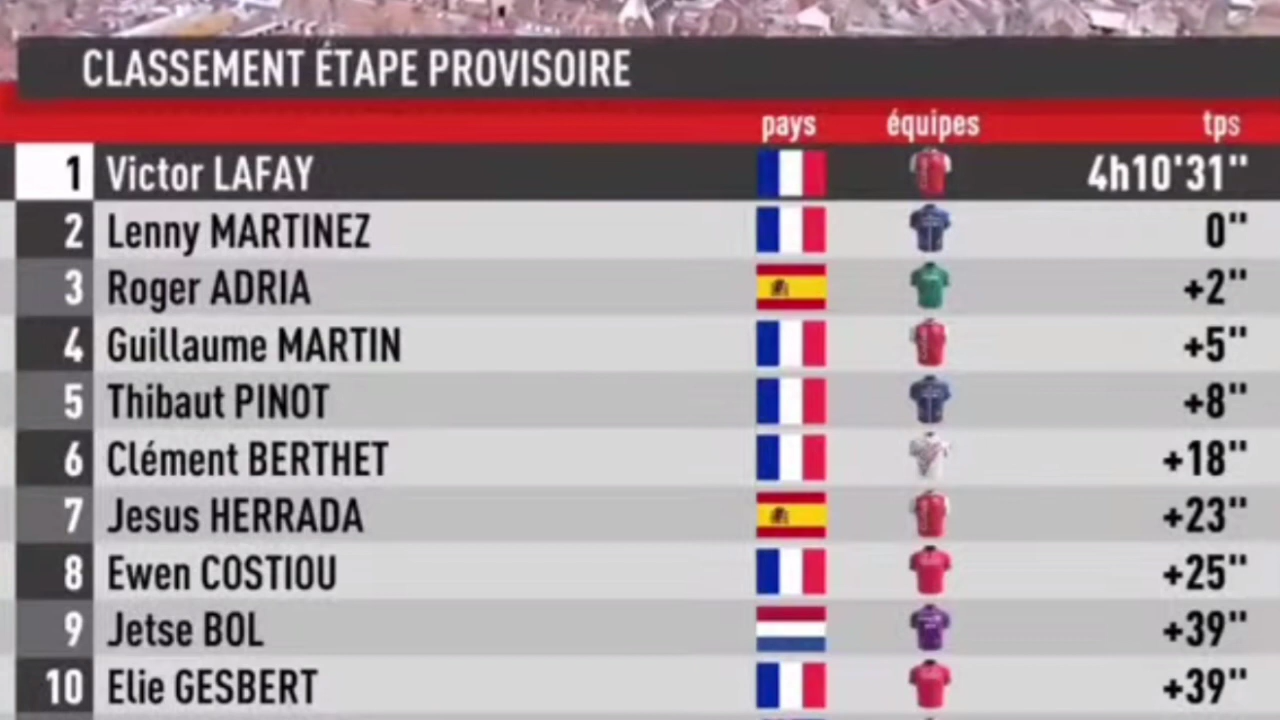 CLASSEMENT ÉTAPE PROVISOIRE
pays équipes tps
1 Victor LAFAY 4h10'31"
2 Lenny MARTINEZ 0"
3 Roger ADRIA +2"
4 Guillaume MARTIN +5"
5 Thibaut PINOT +8"
6 Clément BERTHET +18"
7 Jesus HERRADA +23"
8 Ewen COSTIOU +25"
9 Jetse BOL +39"
10 Elie GESBERT +39"